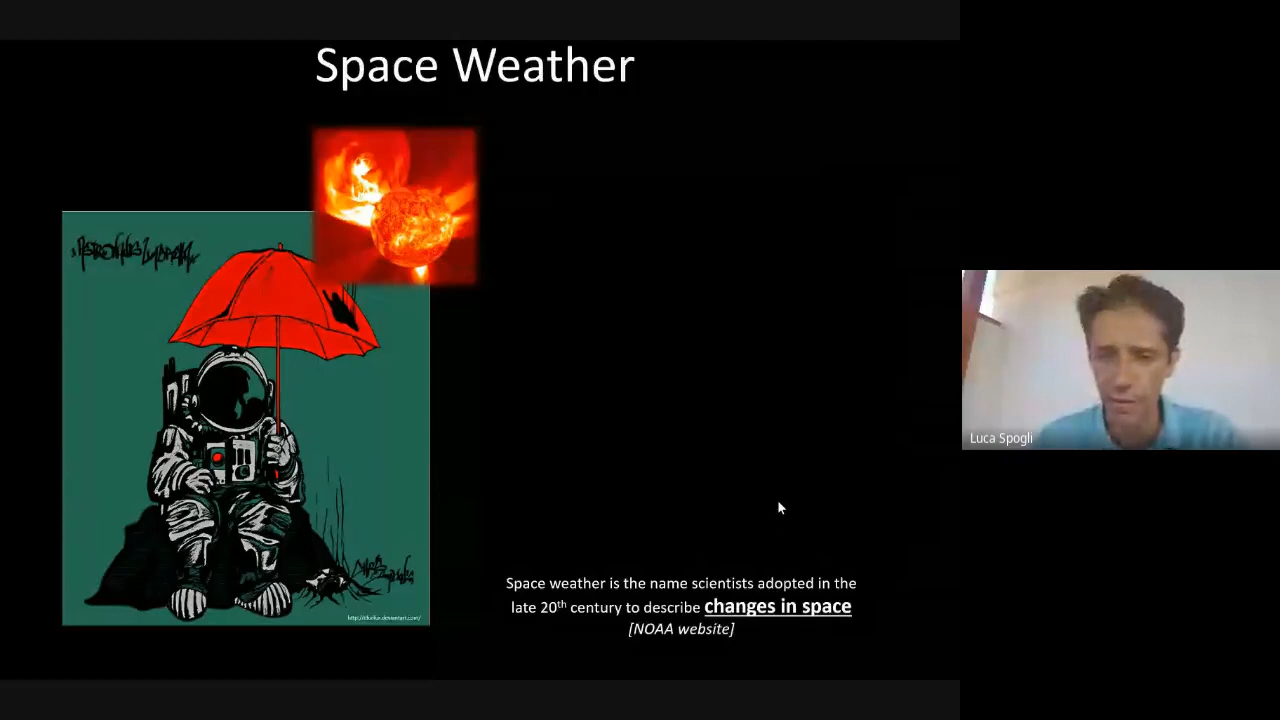 Space Weather
Space weather is the name scientists adopted in the
late 20th century to describe changes in space
[NOAA website]
Luca Spogli